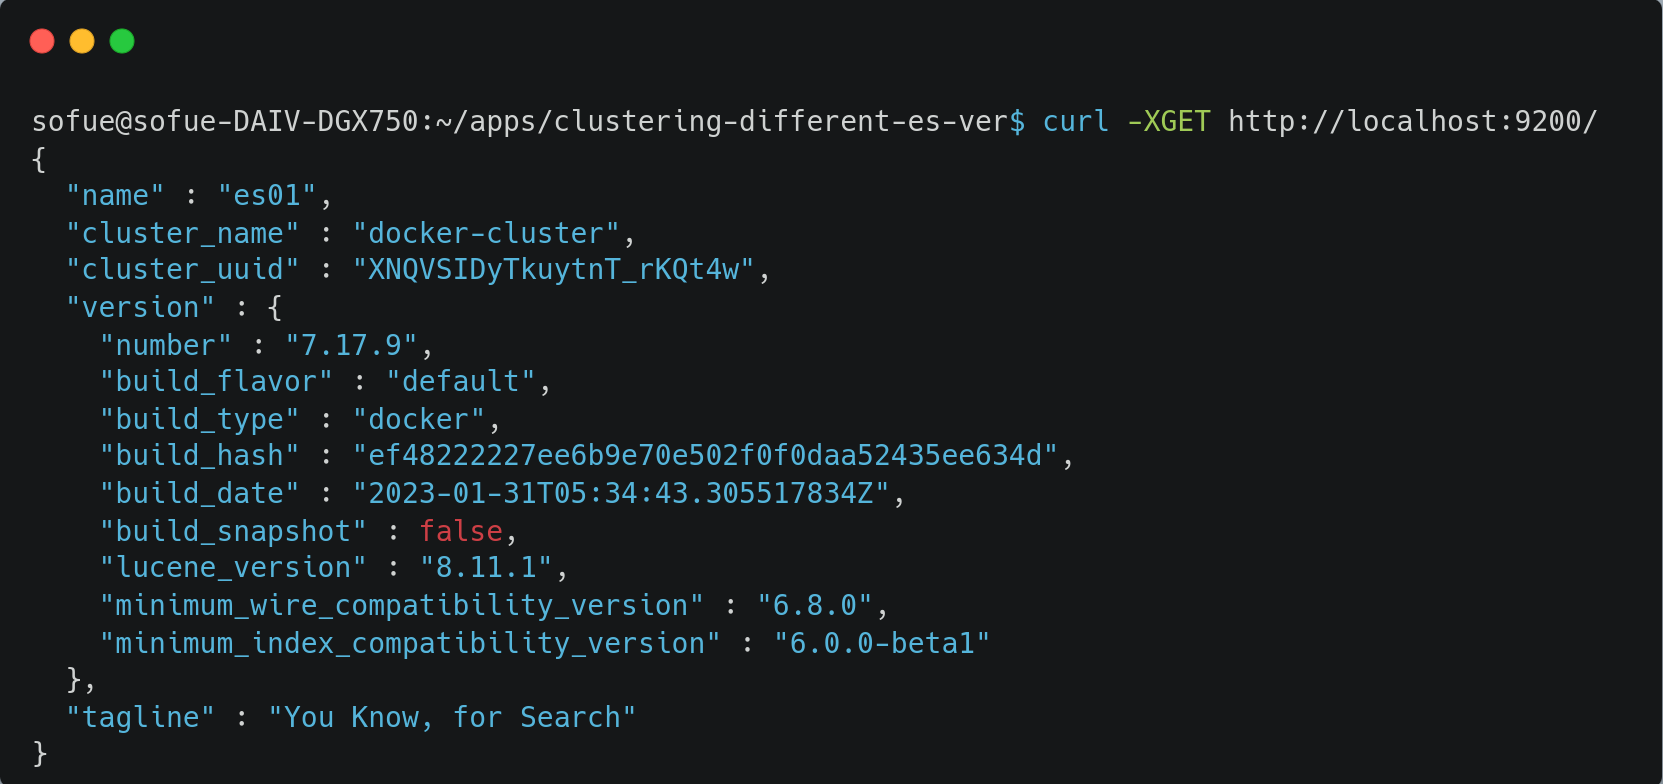 sofue@sofue-DAIV-DGX750:~/apps/clustering-different-es-ver$ curl -XGET http://localhost:9200/
{
  "name" : "es01",
  "cluster_name" : "docker-cluster",
  "cluster_uuid" : "XNQVSIDyTkuytnT_rKQt4w",
  "version" : {
    "number" : "7.17.9",
    "build_flavor" : "default",
    "build_type" : "docker",
    "build_hash" : "ef48222227ee6b9e70e502f0f0daa52435ee634d",
    "build_date" : "2023-01-31T05:34:43.305517834Z",
    "build_snapshot" : false,
    "lucene_version" : "8.11.1",
    "minimum_wire_compatibility_version" : "6.8.0",
    "minimum_index_compatibility_version" : "6.0.0-beta1"
  },
  "tagline" : "You Know, for Search"
}